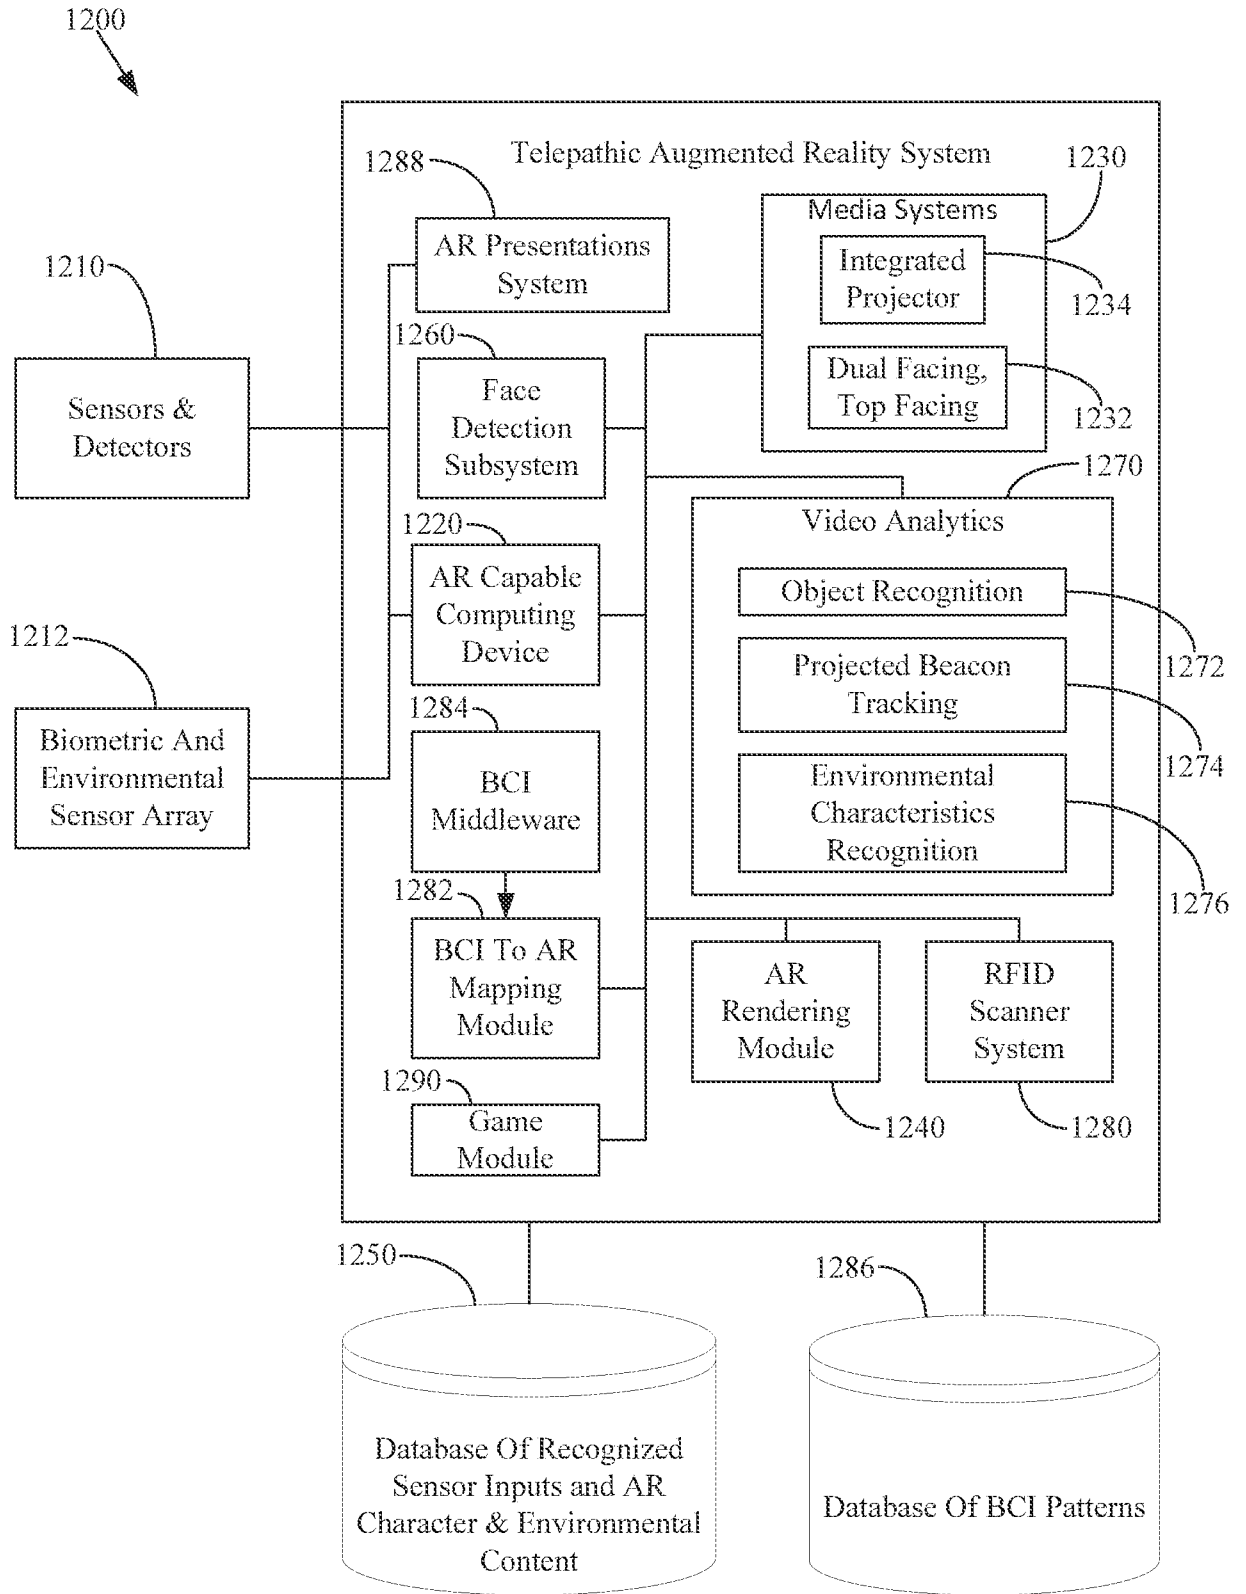 1200
Telepathic Augmented Reality System
1288
AR Presentations
System
1230
Media Systems
Integrated
Projector
1234
Dual Facing,
Top Facing
1232
1210
Sensors &
Detectors
1260
Face
Detection
Subsystem
1270
Video Analytics
Object Recognition
1272
Projected Beacon
Tracking
1274
Environmental
Characteristics
Recognition
1276
1220
AR Capable
Computing
Device
1212
Biometric And
Environmental
Sensor Array
1284
BCI
Middleware
1282
BCI To AR
Mapping
Module
AR
Rendering
Module
1240
RFID
Scanner
System
1280
1290
Game
Module
1250
Database Of Recognized
Sensor Inputs and AR
Character & Environmental
Content
1286
Database Of BCI Patterns